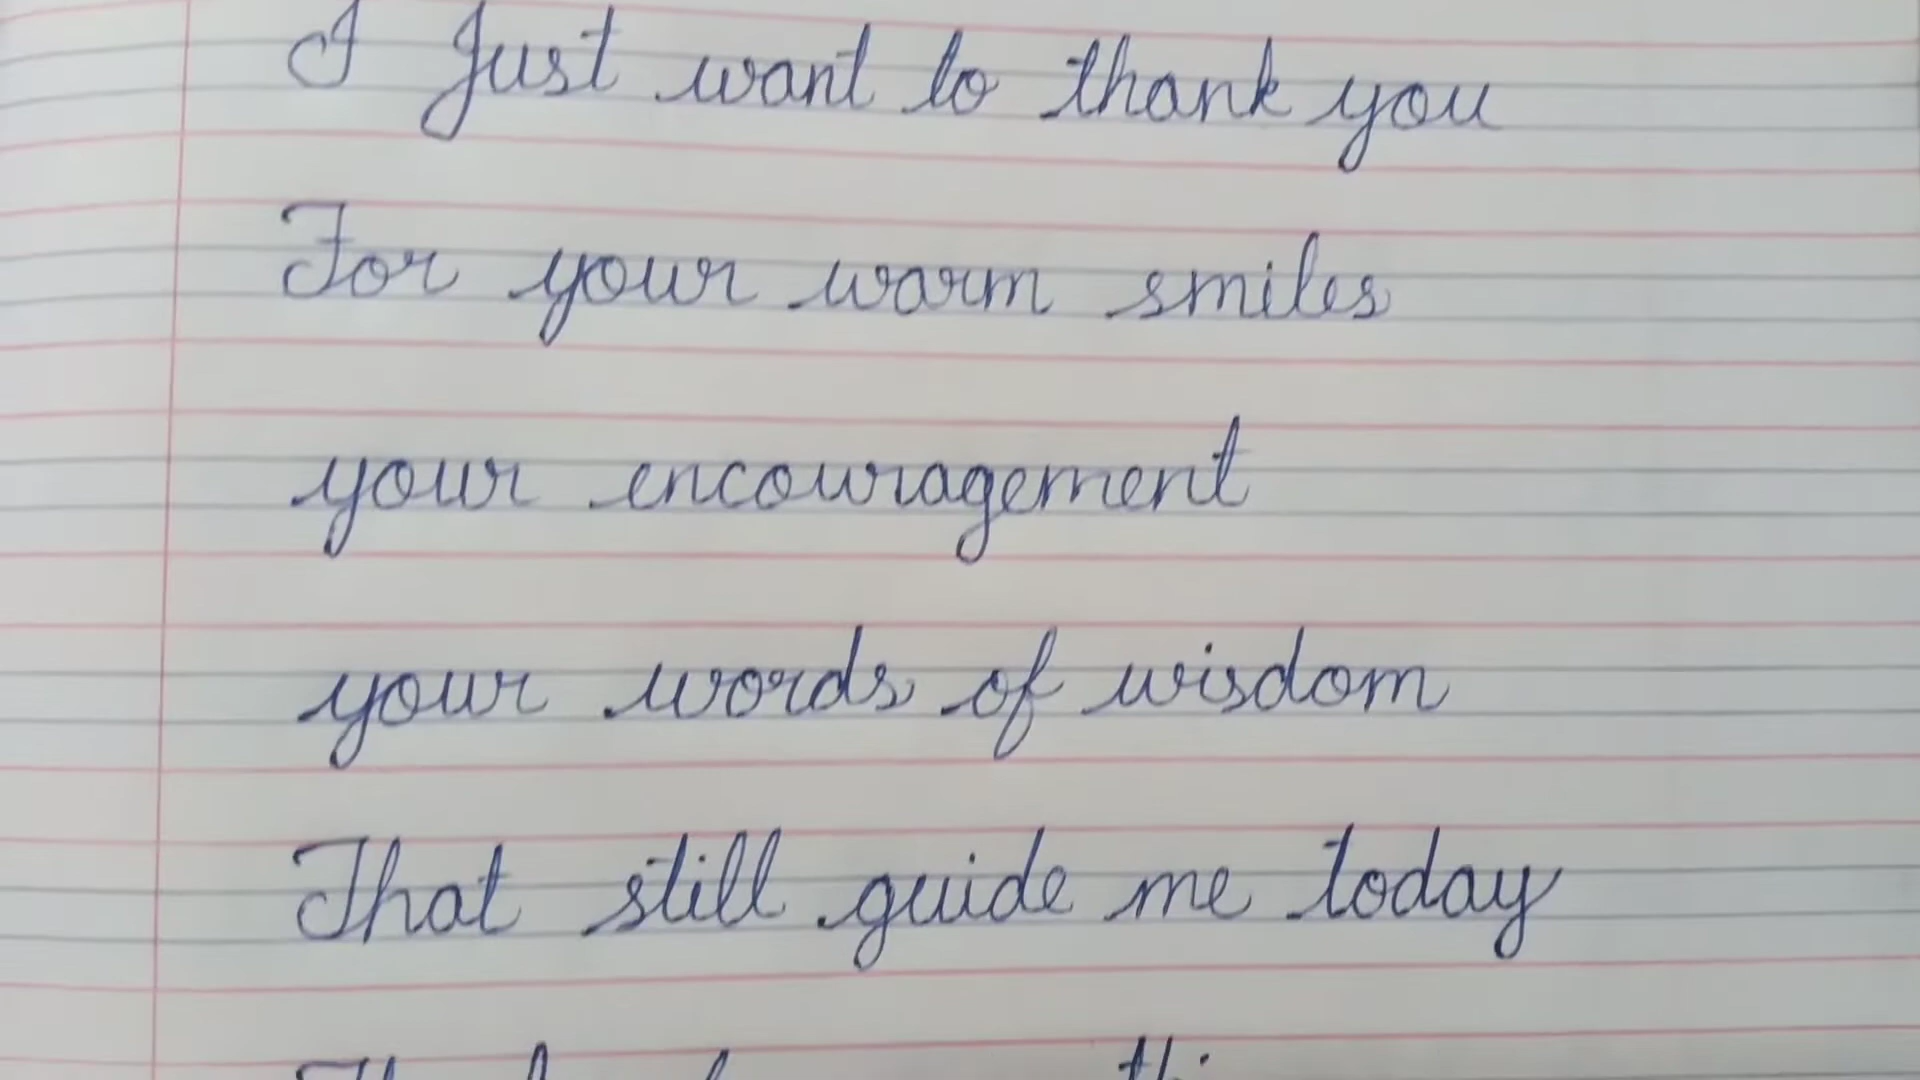 I Just want to thank you
For your warm smiles
your encouragement
your words of wisdom
That still guide me today